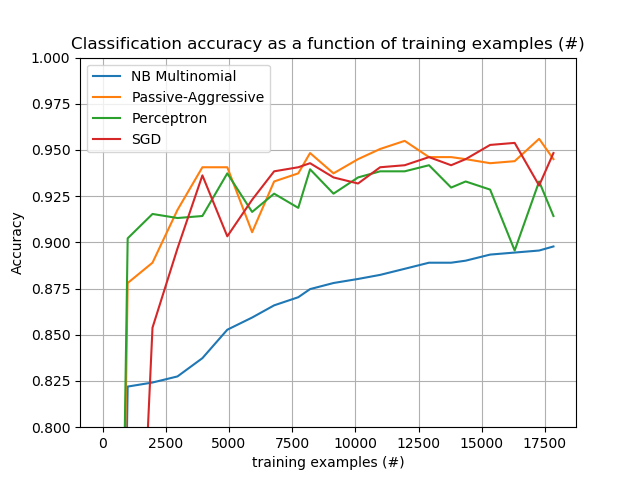 Classification accuracy as a function of training examples (#)
1.000
0.975
0.950
0.925
0.900
0.875
0.850
0.825
0.800
Accuracy
NB Multinomial
Passive-Aggressive
Perceptron
SGD
0 2500 5000 7500 10000 12500 15000 17500
training examples (#)